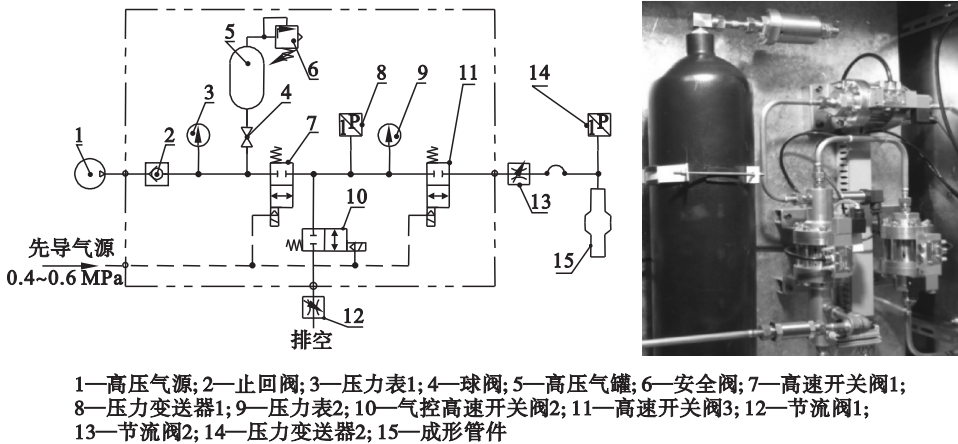 5
6
3
4
8
9
11
14
1
2
7
P
P
10
13
15
先导气源
0.4~0.6 MPa
12
排空
1—高压气源; 2—止回阀; 3—压力表1; 4—球阀; 5—高压气罐; 6—安全阀; 7—高速开关阀1;
8—压力变送器1; 9—压力表2; 10—气控高速开关阀2; 11—高速开关阀3; 12—节流阀1;
13—节流阀2; 14—压力变送器2; 15—成形管件